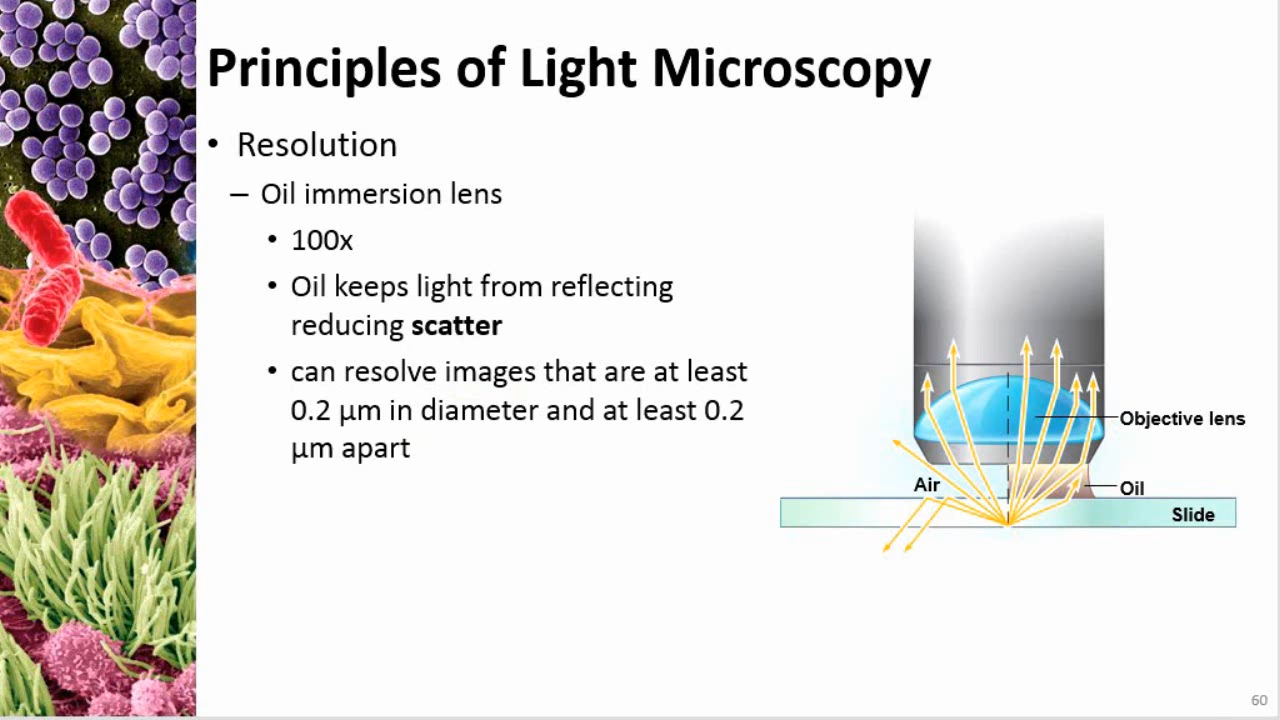 Principles of Light Microscopy
• Resolution
– Oil immersion lens
• 100x
• Oil keeps light from reflecting
reducing scatter
• can resolve images that are at least
0.2 µm in diameter and at least 0.2
µm apart
Objective lens
Air
Oil
Slide
60